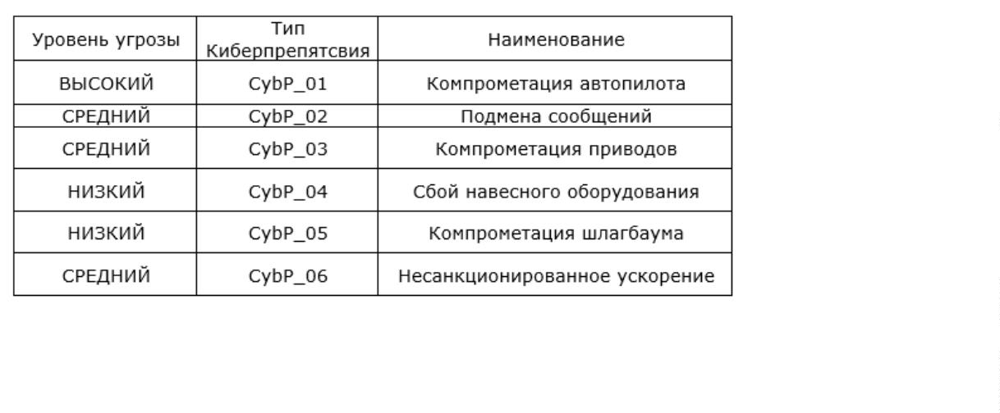 Уровень угрозы
Тип
Киберпрепятсвия
Наименование
ВЫСОКИЙ
CybP_01
Компрометация автопилота
СРЕДНИЙ
CybP_02
Подмена сообщений
СРЕДНИЙ
CybP_03
Компрометация приводов
НИЗКИЙ
CybP_04
Сбой навесного оборудования
НИЗКИЙ
CybP_05
Компрометация шлагбаума
СРЕДНИЙ
CybP_06
Несанкционированное ускорение